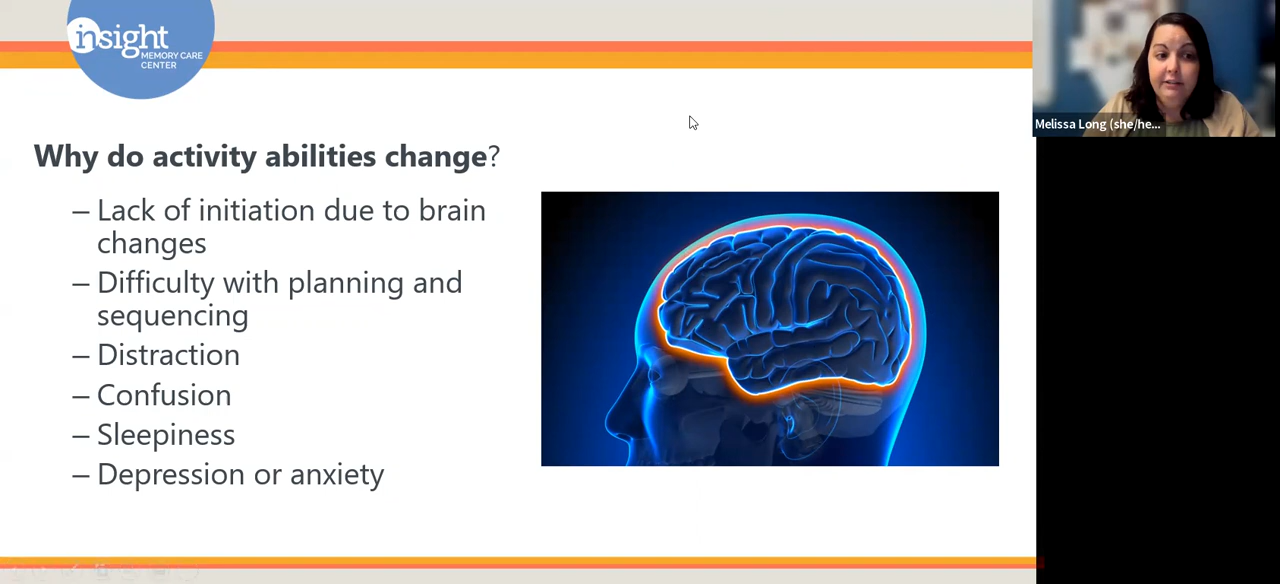 insight
MEMORY CARE
CENTER
Melissa Long (she/he...
Why do activity abilities change?
– Lack of initiation due to brain
changes
– Difficulty with planning and
sequencing
– Distraction
– Confusion
– Sleepiness
– Depression or anxiety